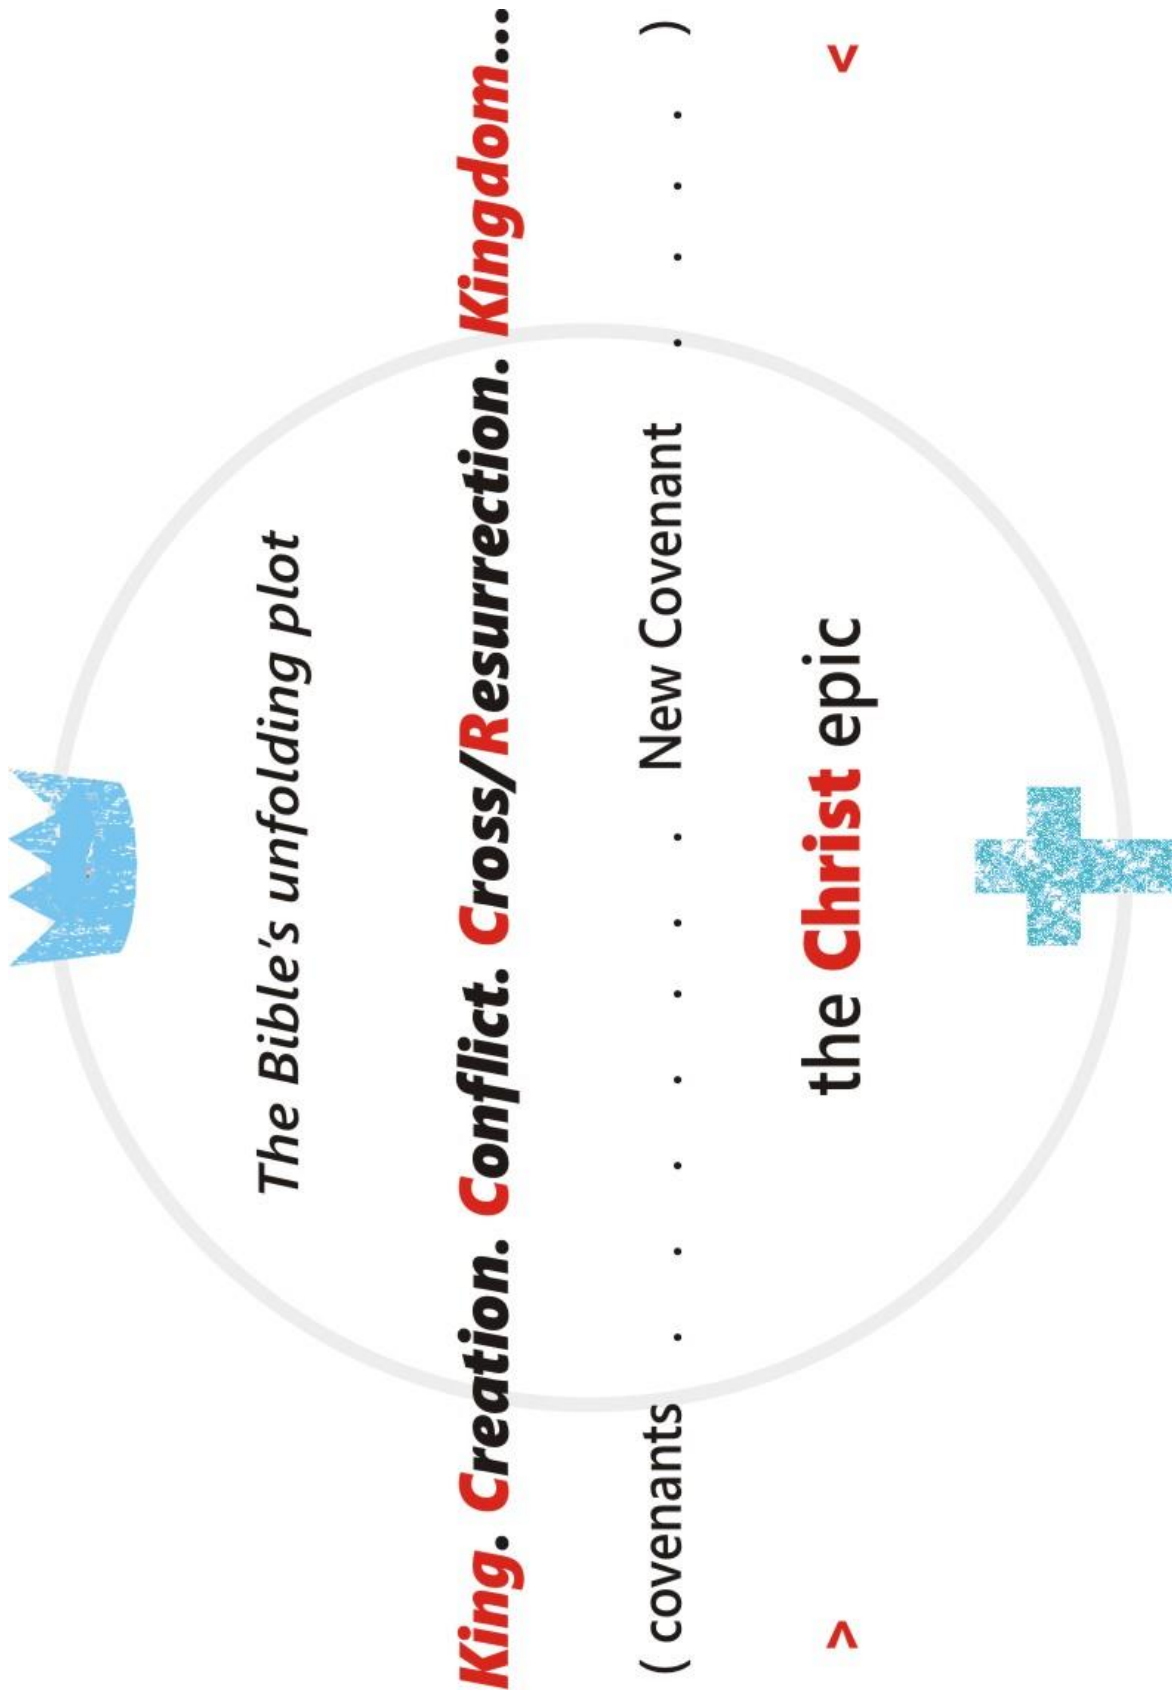 The Bible's unfolding plot
King. Creation. Conflict. Cross/Resurrection. Kingdom...
( covenants . . . . . . . New Covenant . . . . )
> the Christ epic <